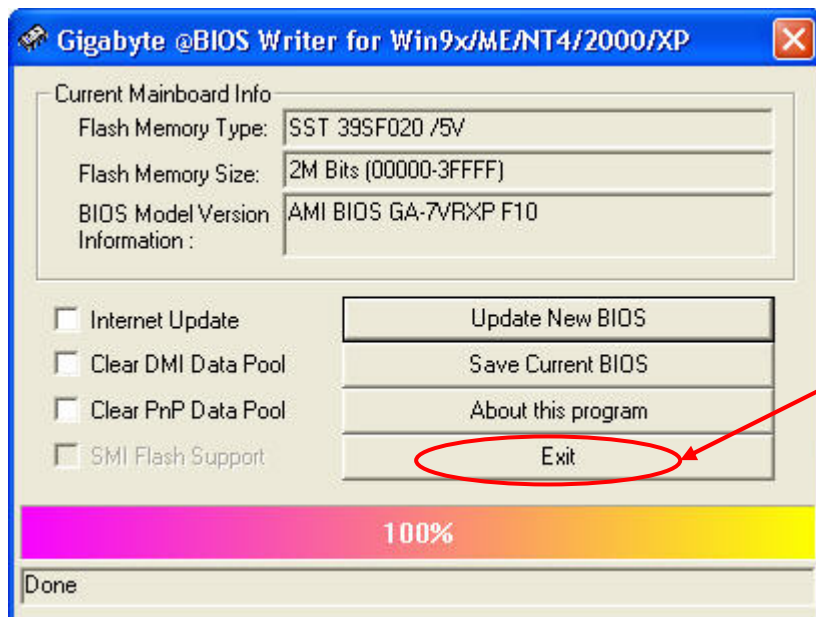 Gigabyte @BIOS Writer for Win9x/ME/NT4/2000/XP
Current Mainboard Info
Flash Memory Type: SST 39SF020 /5V
Flash Memory Size: 2M Bits (00000-3FFFF)
BIOS Model Version Information : AMI BIOS GA-7VRXP F10
Internet Update
Update New BIOS
Clear DMI Data Pool
Save Current BIOS
Clear PnP Data Pool
About this program
SMI Flash Support
Exit
100%
Done